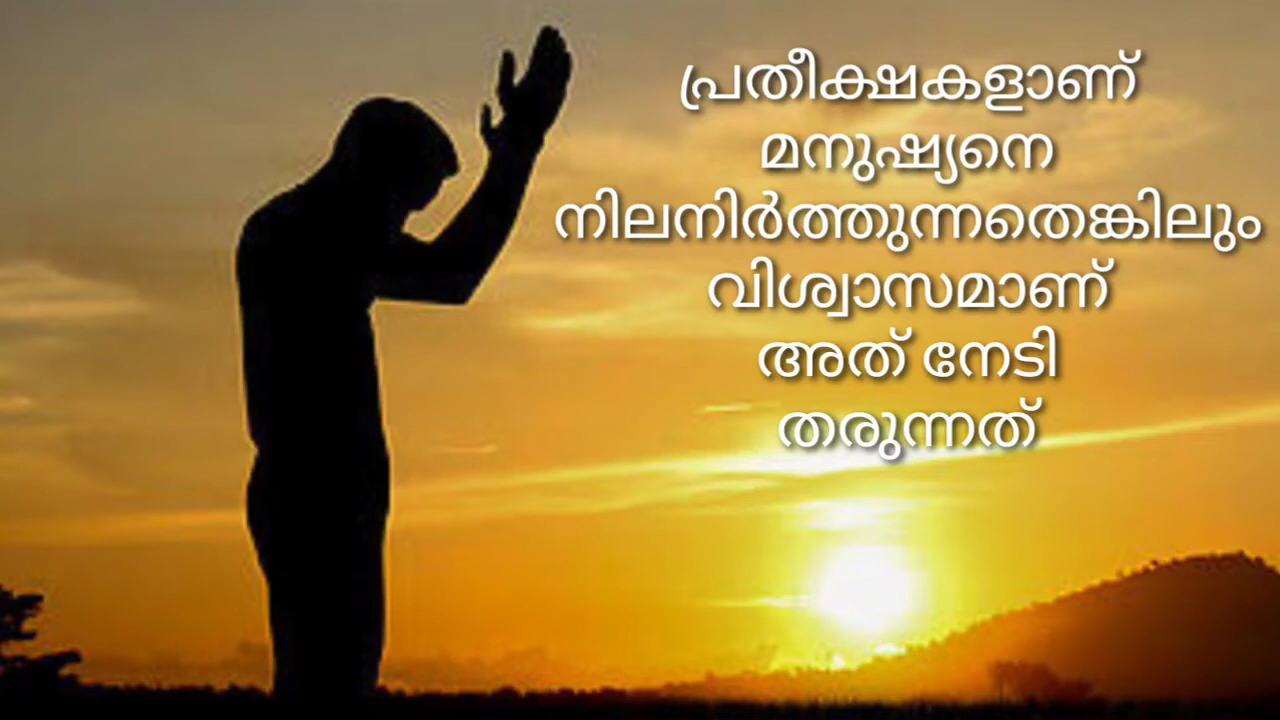 പ്രതീക്ഷകളാണ്
മനുഷ്യനെ
നിലനിർത്തുന്നതെങ്കിലും
വിശ്വാസമാണ്
അത് നേടി
തരുന്നത്